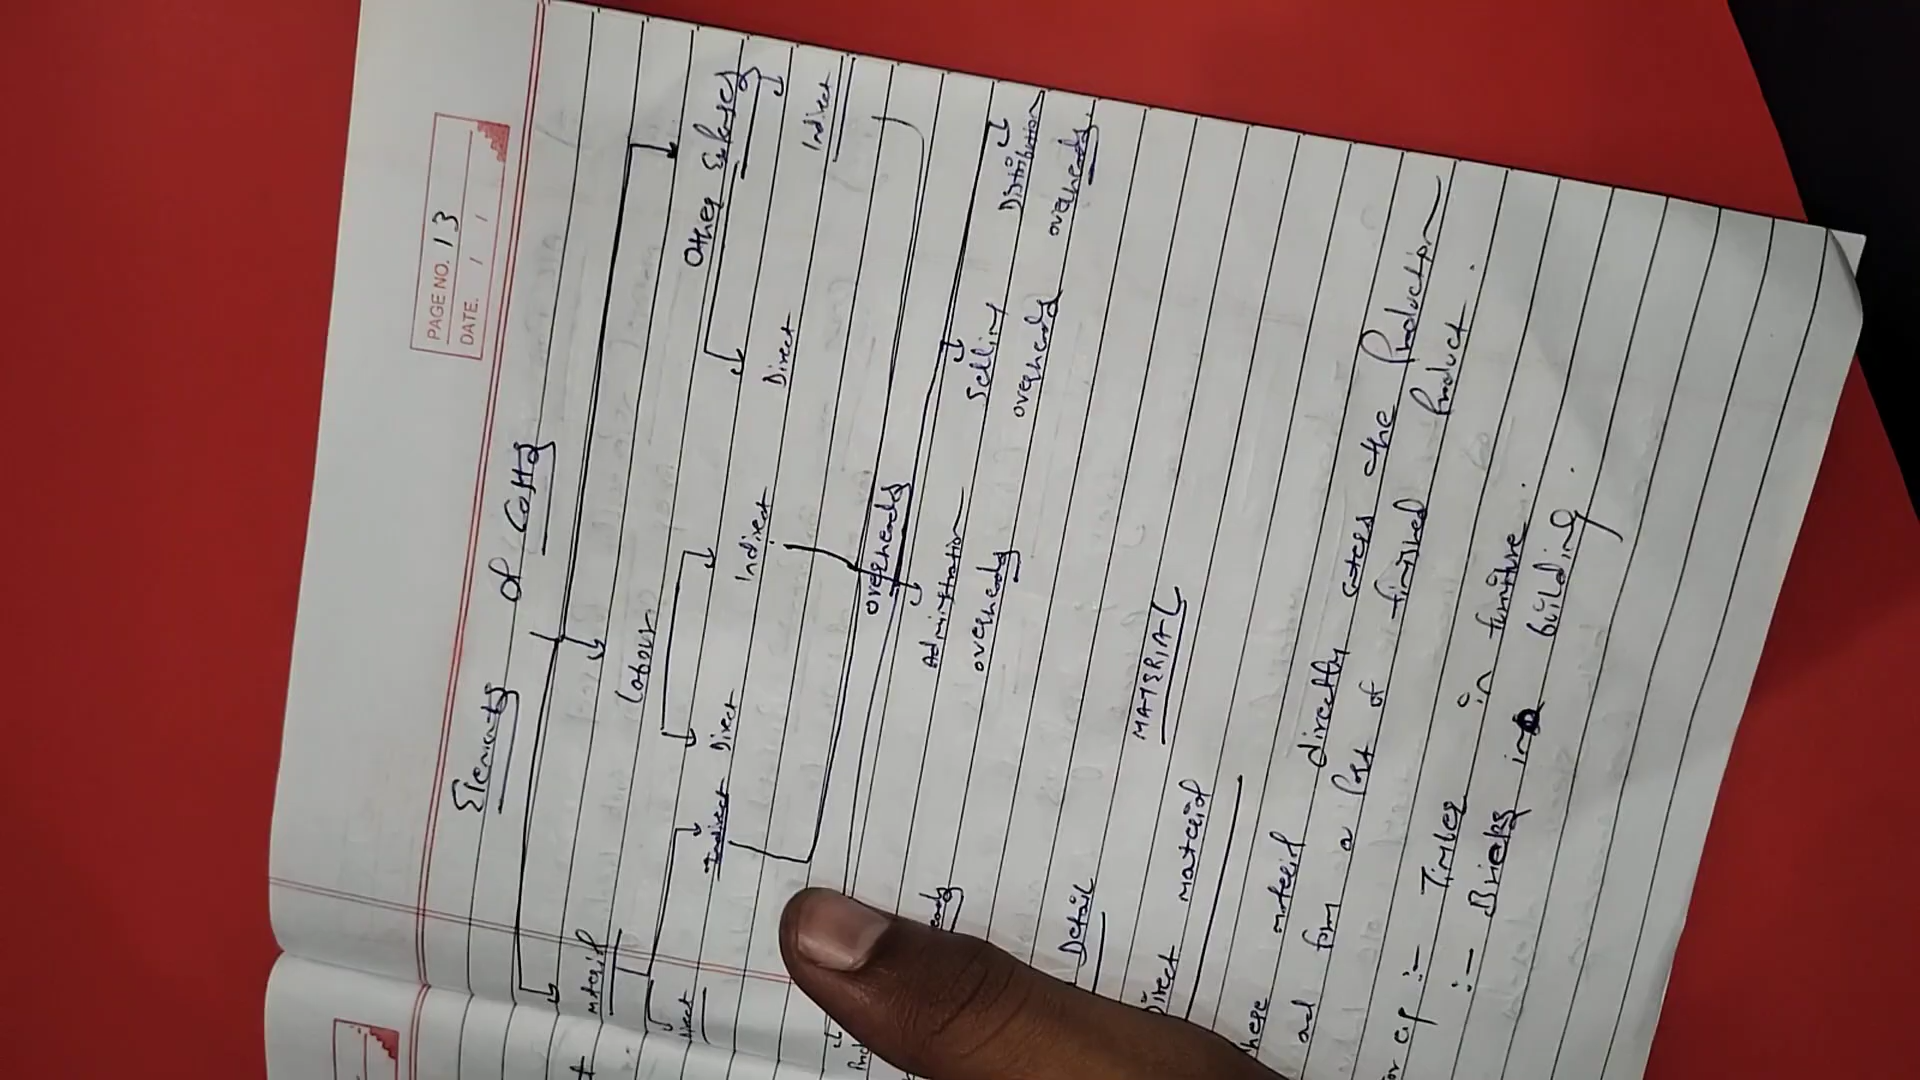 PAGE NO. 13
DATE. / /
Elements of Costs
Material Labour Other Expenses
Direct Indirect Direct Indirect Direct Indirect
overheads
Administration Selling Distribution
overheads overheads overheads
Detail
MATERIAL
Direct Material
material directly enters the Production
and form a Part of finished Product.
for eg :- Timber in furniture.
:- Bricks in building.